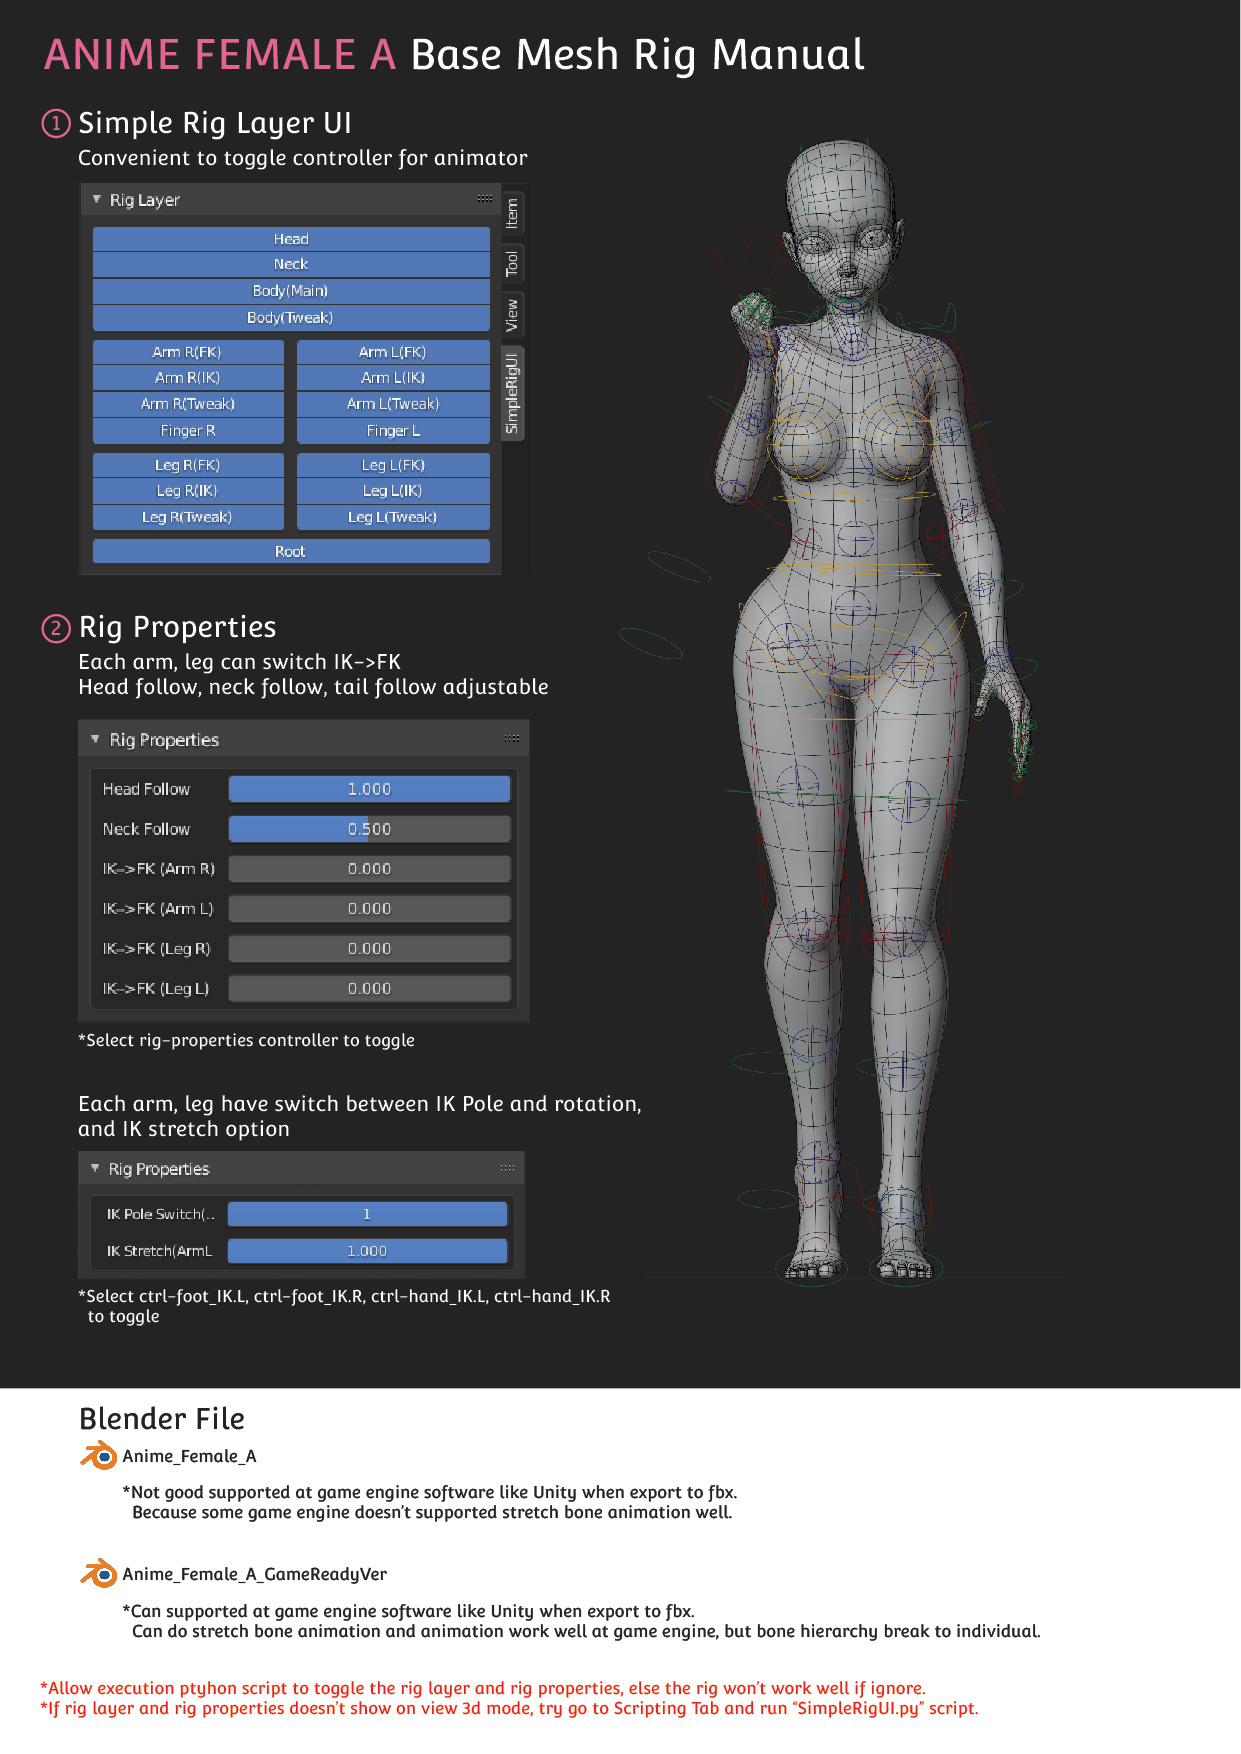 ANIME FEMALE A Base Mesh Rig Manual
1 Simple Rig Layer UI
Convenient to toggle controller for animator
Rig Layer
Item
Tool
View
SimpleRigUI
Head
Neck
Body(Main)
Body(Tweak)
Arm R(FK) Arm L(FK)
Arm R(IK) Arm L(IK)
Arm R(Tweak) Arm L(Tweak)
Finger R Finger L
Leg R(FK) Leg L(FK)
Leg R(IK) Leg L(IK)
Leg R(Tweak) Leg L(Tweak)
Root
2 Rig Properties
Each arm, leg can switch IK->FK
Head follow, neck follow, tail follow adjustable
Rig Properties
Head Follow 1.000
Neck Follow 0.500
IK->FK (Arm R) 0.000
IK->FK (Arm L) 0.000
IK->FK (Leg R) 0.000
IK->FK (Leg L) 0.000
*Select rig-properties controller to toggle
Each arm, leg have switch between IK Pole and rotation,
and IK stretch option
Rig Properties
IK Pole Switch(.. 1
IK Stretch(ArmL 1.000
*Select ctrl-foot_IK.L, ctrl-foot_IK.R, ctrl-hand_IK.L, ctrl-hand_IK.R
to toggle
Blender File
Anime_Female_A
*Not good supported at game engine software like Unity when export to fbx.
Because some game engine doesn't supported stretch bone animation well.
Anime_Female_A_GameReadyVer
*Can supported at game engine software like Unity when export to fbx.
Can do stretch bone animation and animation work well at game engine, but bone hierarchy break to individual.
*Allow execution ptyhon script to toggle the rig layer and rig properties, else the rig won't work well if ignore.
*If rig layer and rig properties doesn't show on view 3d mode, try go to Scripting Tab and run "SimpleRigUI.py" script.